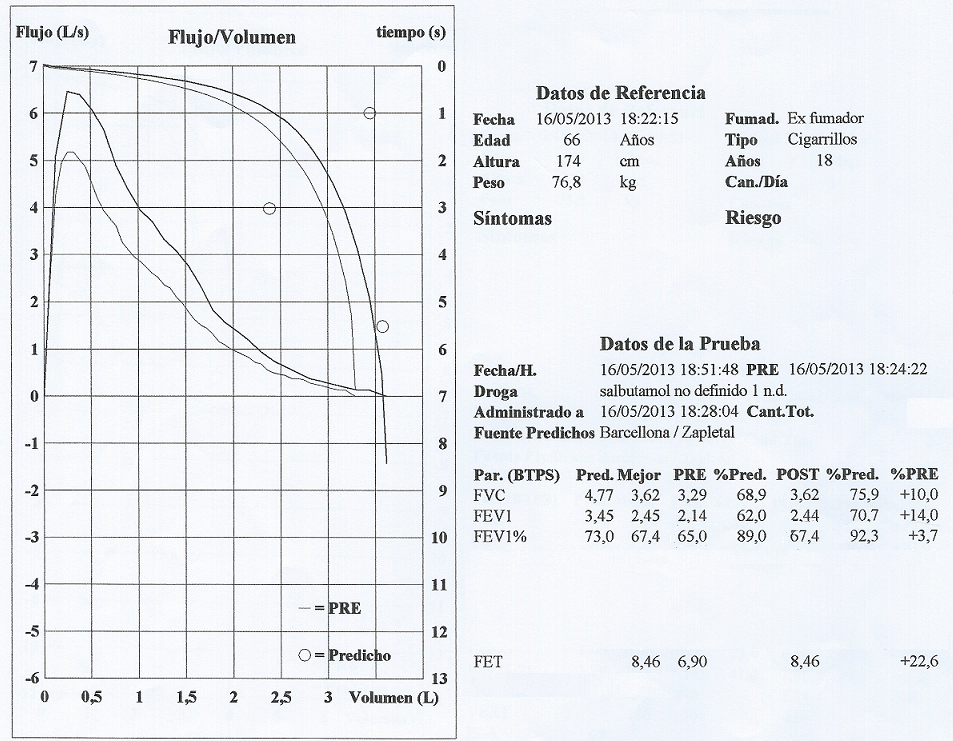 Flujo (L/s)
Flujo/Volumen
tiempo (s)
7 0
6 1
5 2
4 3
3 4
2 5
1 6
0 7
-1 8
-2 9
-3 10
-4 11
-5 12
-6 13
= PRE
= Predicho
0 0,5 1 1,5 2 2,5 3 Volumen (L)
Datos de Referencia
Fecha 16/05/2013 18:22:15 Fumad. Ex fumador
Edad 66 Años Tipo Cigarrillos
Altura 174 cm Años 18
Peso 76,8 kg Can./Día
Síntomas Riesgo
Datos de la Prueba
Fecha/H. 16/05/2013 18:51:48 PRE 16/05/2013 18:24:22
Droga salbutamol no definido 1 n.d.
Administrado a 16/05/2013 18:28:04 Cant.Tot.
Fuente Predichos Barcellona / Zapletal
Par. (BTPS) Pred. Mejor PRE %Pred. POST %Pred. %PRE
FVC 4,77 3,62 3,29 68,9 3,62 75,9 +10,0
FEV1 3,45 2,45 2,14 62,0 2.44 70,7 +14,0
FEV1% 73,0 67,4 65,0 89,0 67,4 92,3 +3,7
FET 8,46 6,90 8,46 +22,6